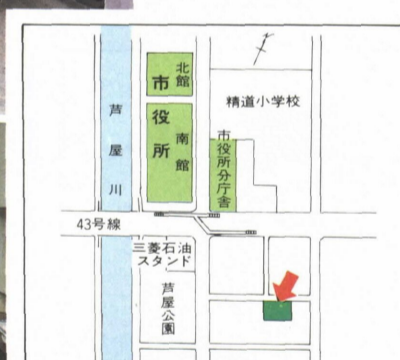 北館
市役所
南館
芦屋川
精道小学校
市役所分庁舎
43号線
三菱石油
スタンド
芦屋公園